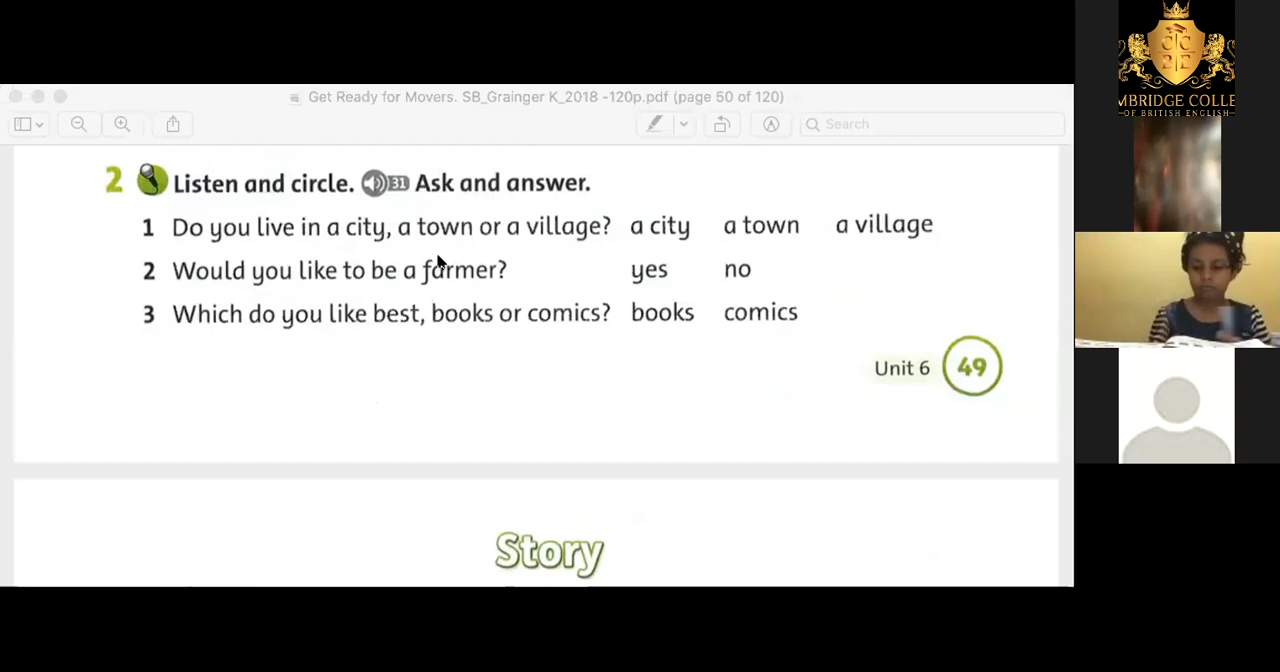 Get Ready for Movers. SB_Grainger K_2018 -120p.pdf (page 50 of 120)
Search
2 Listen and circle. 31 Ask and answer.
1 Do you live in a city, a town or a village? a city a town a village
2 Would you like to be a farmer? yes no
3 Which do you like best, books or comics? books comics
Unit 6 49
Story
CCBE
MBRIDGE COLLE
OF BRITISH ENGLISH